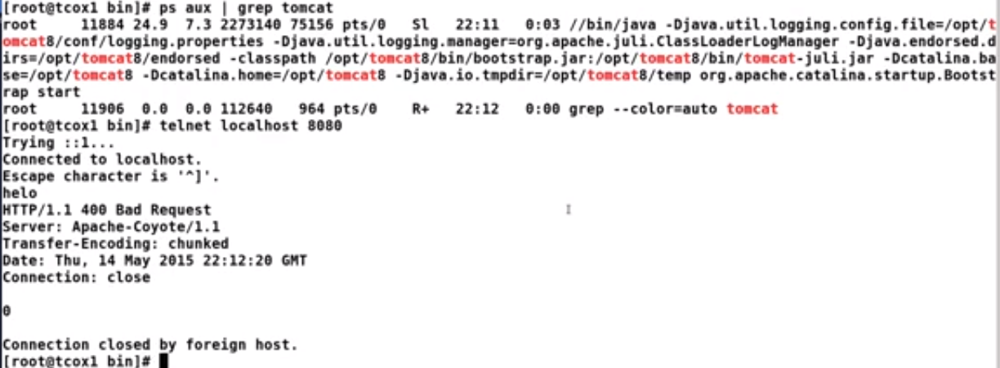 [root@tcox1 bin]# ps aux | grep tomcat
root     11884 24.9  7.3 2273140 75156 pts/0   Sl   22:11   0:03 //bin/java -Djava.util.logging.config.file=/opt/t
omcat8/conf/logging.properties -Djava.util.logging.manager=org.apache.juli.ClassLoaderLogManager -Djava.endorsed.d
irs=/opt/tomcat8/endorsed -classpath /opt/tomcat8/bin/bootstrap.jar:/opt/tomcat8/bin/tomcat-juli.jar -Dcatalina.ba
se=/opt/tomcat8 -Dcatalina.home=/opt/tomcat8 -Djava.io.tmpdir=/opt/tomcat8/temp org.apache.catalina.startup.Bootst
rap start
root     11906  0.0  0.0 112640   964 pts/0    R+   22:12   0:00 grep --color=auto tomcat
[root@tcox1 bin]# telnet localhost 8080
Trying ::1...
Connected to localhost.
Escape character is '^]'.
helo
HTTP/1.1 400 Bad Request
Server: Apache-Coyote/1.1
Transfer-Encoding: chunked
Date: Thu, 14 May 2015 22:12:20 GMT
Connection: close

0

Connection closed by foreign host.
[root@tcox1 bin]#